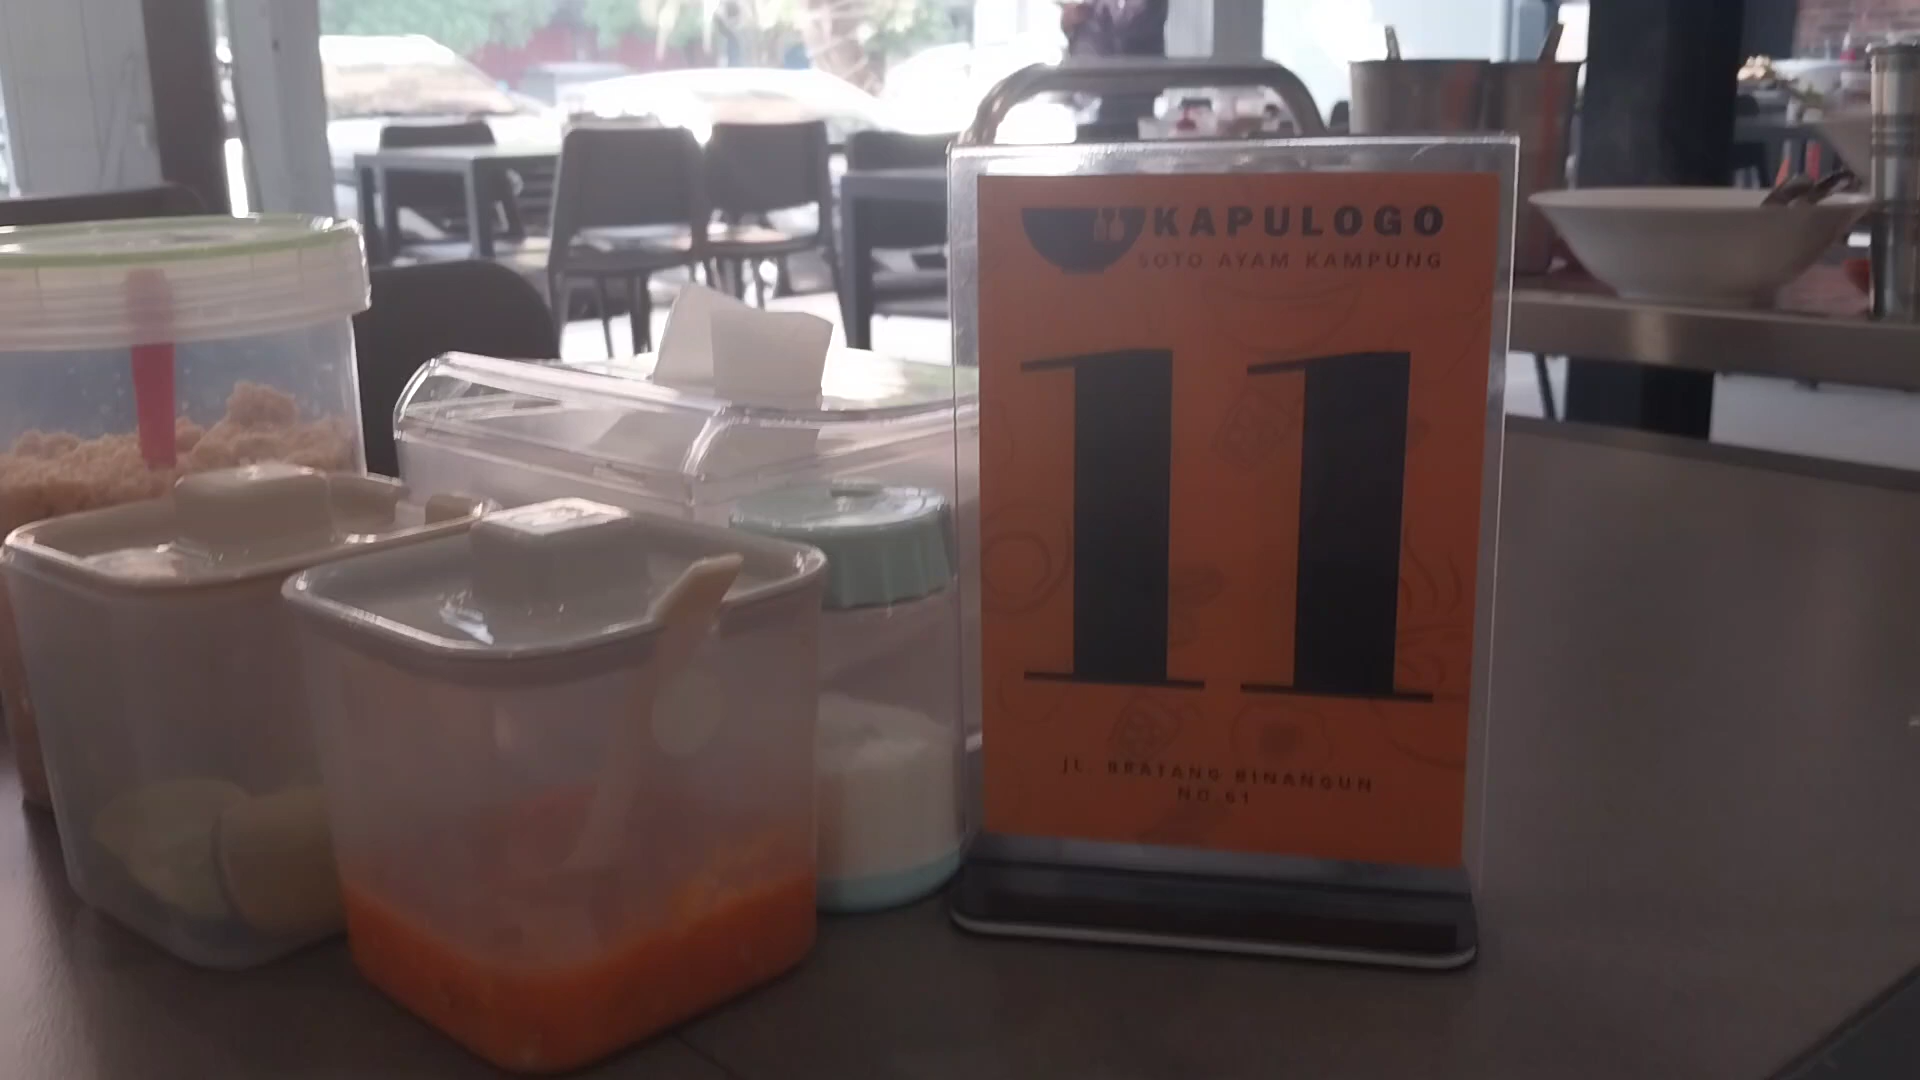 KAPULOGO
SOTO AYAM KAMPUNG
11
JL. BRATANG BINANGUN
NO.61